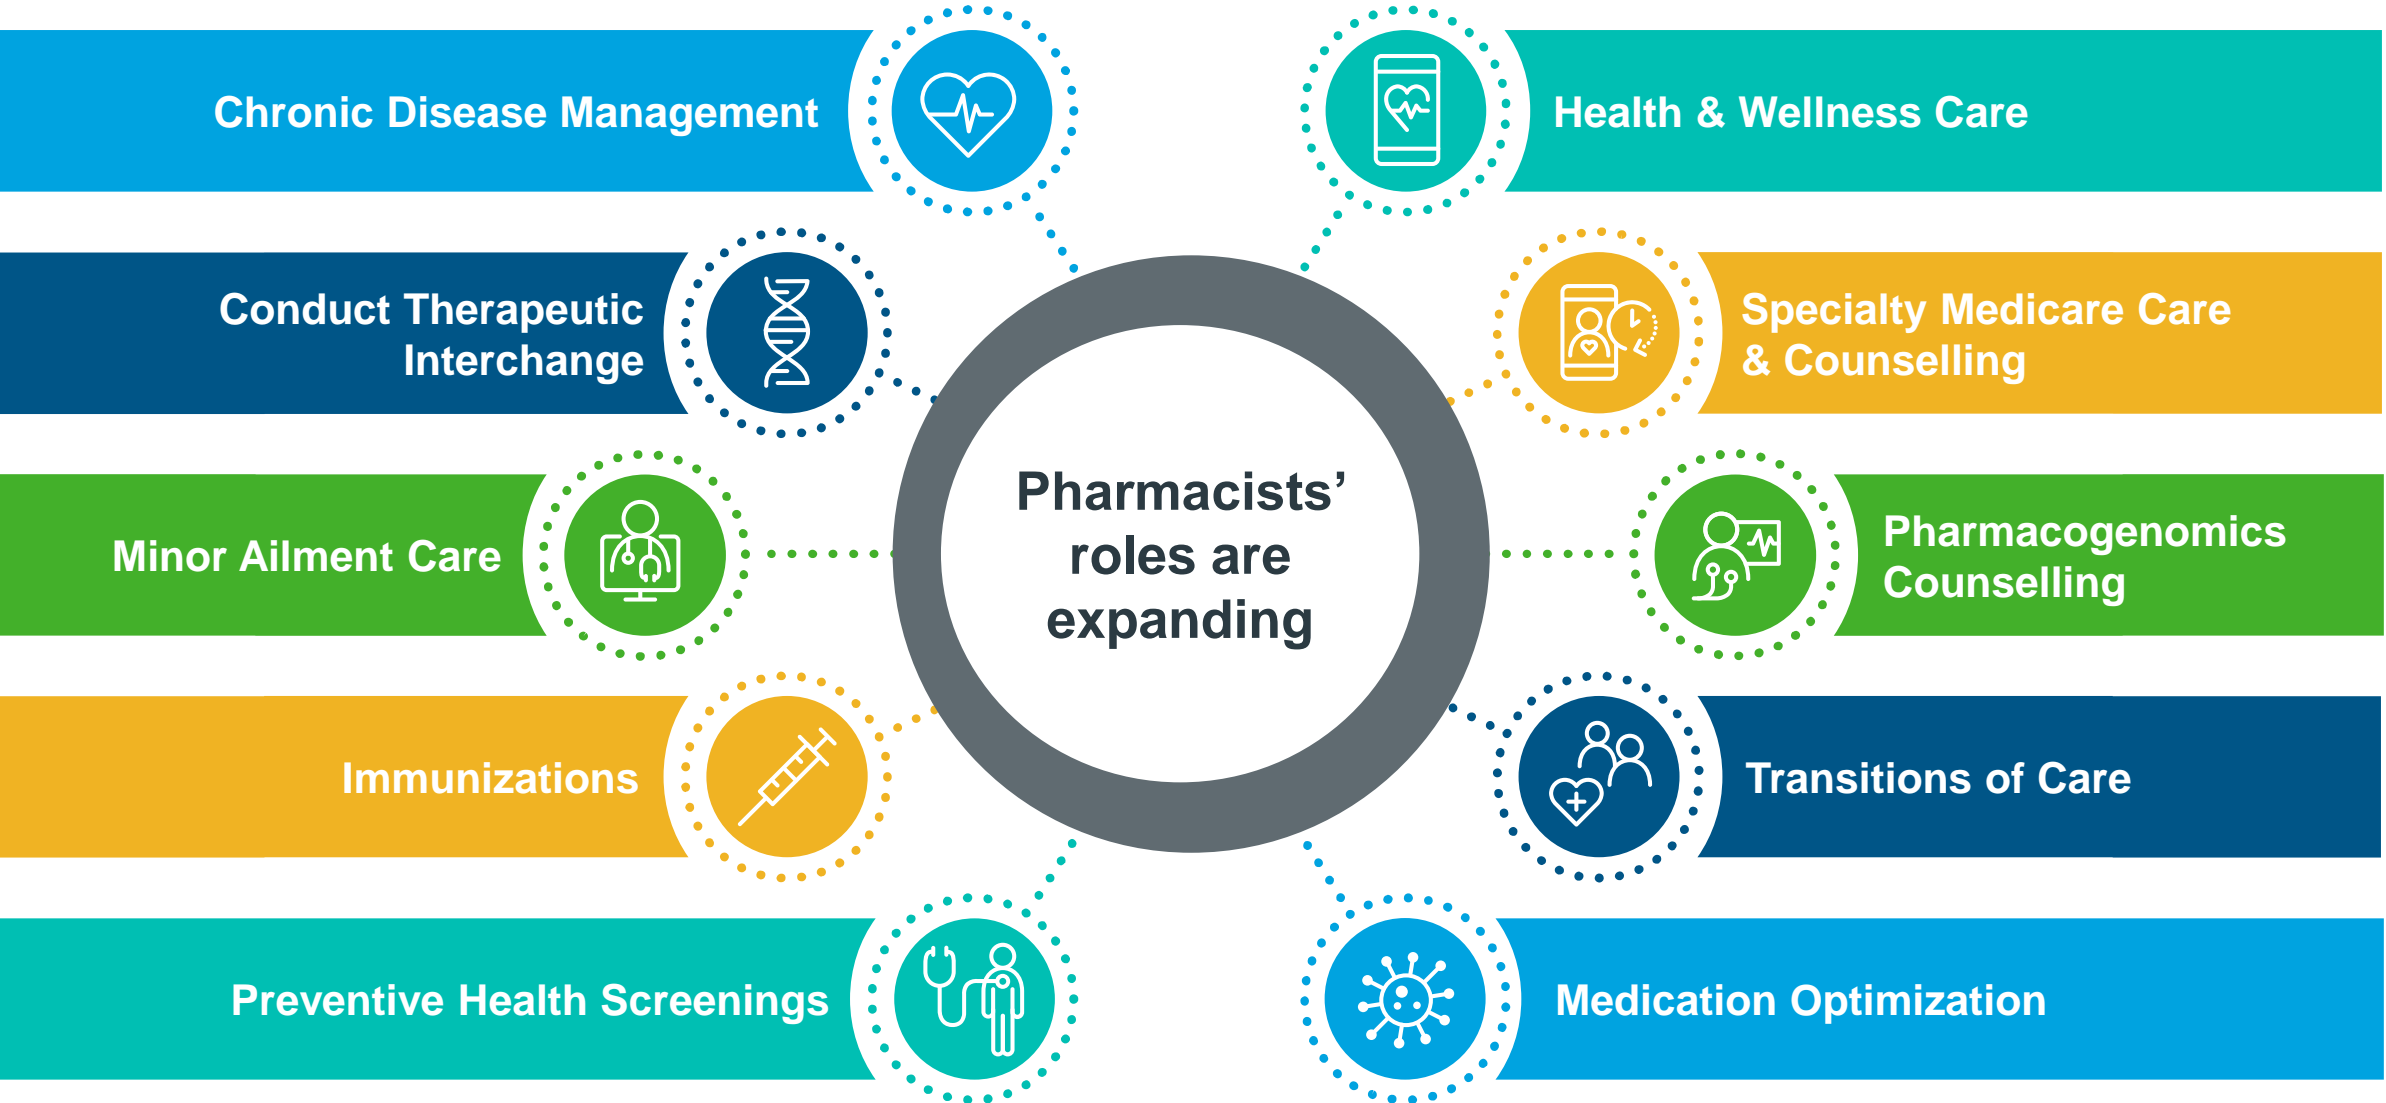 Chronic Disease Management
Conduct Therapeutic
Interchange
Minor Ailment Care
Immunizations
Preventive Health Screenings
Pharmacists’
roles are
expanding
Health & Wellness Care
Specialty Medicare Care
& Counselling
Pharmacogenomics
Counselling
Transitions of Care
Medication Optimization